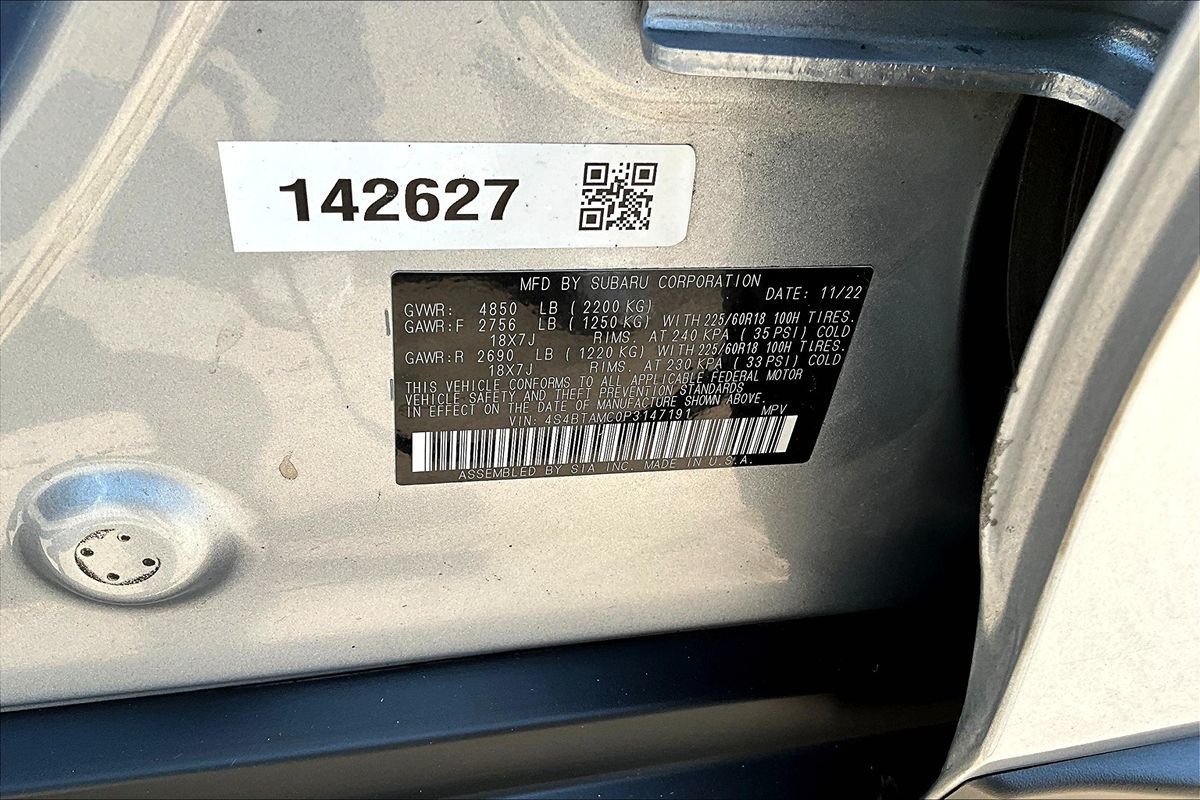 142627
MFD BY SUBARU CORPORATION
DATE: 11/22
GVWR: 4850 LB ( 2200 KG)
GAWR:F 2756 LB ( 1250 KG) WITH 225/60R18 100H TIRES.
18X7J RIMS. AT 240 KPA ( 35 PSI) COLD
GAWR:R 2690 LB ( 1220 KG) WITH 225/60R18 100H TIRES.
18X7J RIMS. AT 230 KPA ( 33 PSI) COLD
THIS VEHICLE CONFORMS TO ALL APPLICABLE FEDERAL MOTOR
VEHICLE SAFETY AND THEFT PREVENTION STANDARDS
IN EFFECT ON THE DATE OF MANUFACTURE SHOWN ABOVE.
VIN: 4S4BTAMC0P3147191 MPV
ASSEMBLED BY SIA INC. MADE IN U.S.A.